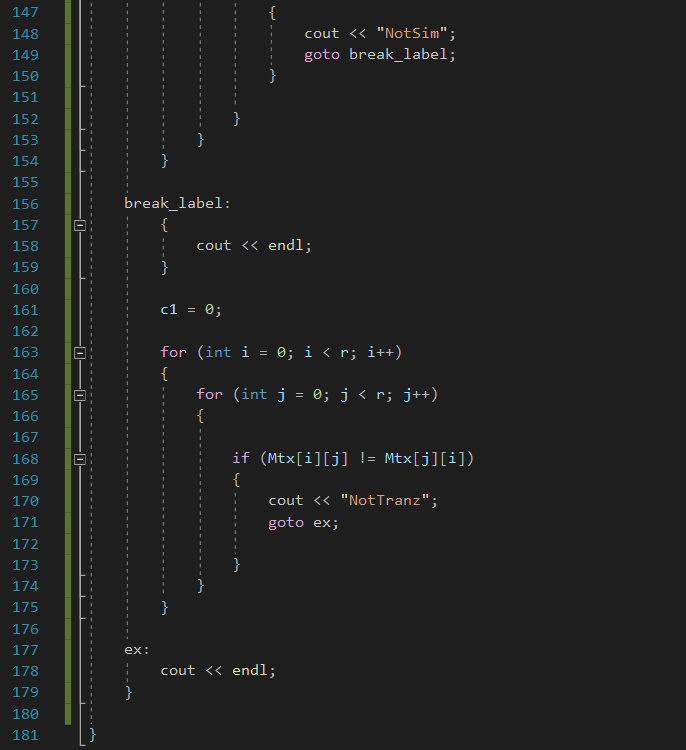 147 {
148 cout << "NotSim";
149 goto break_label;
150 }
151
152 }
153 }
154 }
155
156 break_label:
157 {
158 cout << endl;
159 }
160
161 c1 = 0;
162
163 for (int i = 0; i < r; i++)
164 {
165 for (int j = 0; j < r; j++)
166 {
167
168 if (Mtx[i][j] != Mtx[j][i])
169 {
170 cout << "NotTranz";
171 goto ex;
172
173 }
174 }
175 }
176
177 ex:
178 cout << endl;
179 }
180
181 }